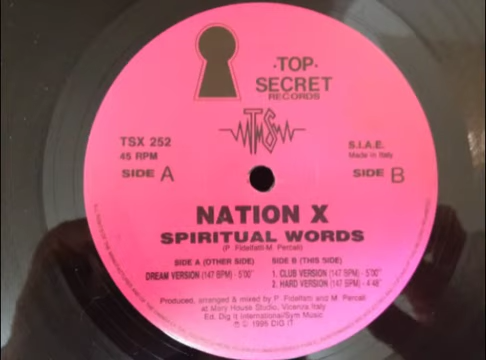 ·TOP·
SECRET
RECORDS
TMS
TSX 252
45 RPM
SIDE A
S.I.A.E.
Made in Italy
SIDE B
NATION X
SPIRITUAL WORDS
(P. Fidelfatti-M. Percali)
SIDE A (OTHER SIDE)
DREAM VERSION (147 BPM) - 5'00"
SIDE B (THIS SIDE)
1. CLUB VERSION (147 BPM) - 5'00"
2. HARD VERSION (147 BPM) - 4'48"
Produced, arranged & mixed by P. Fidelfatti and M. Percali
at Mary House Studio, Vicenza Italy
Ed. Dig It International/Sym Music
℗ © 1995 DIG IT